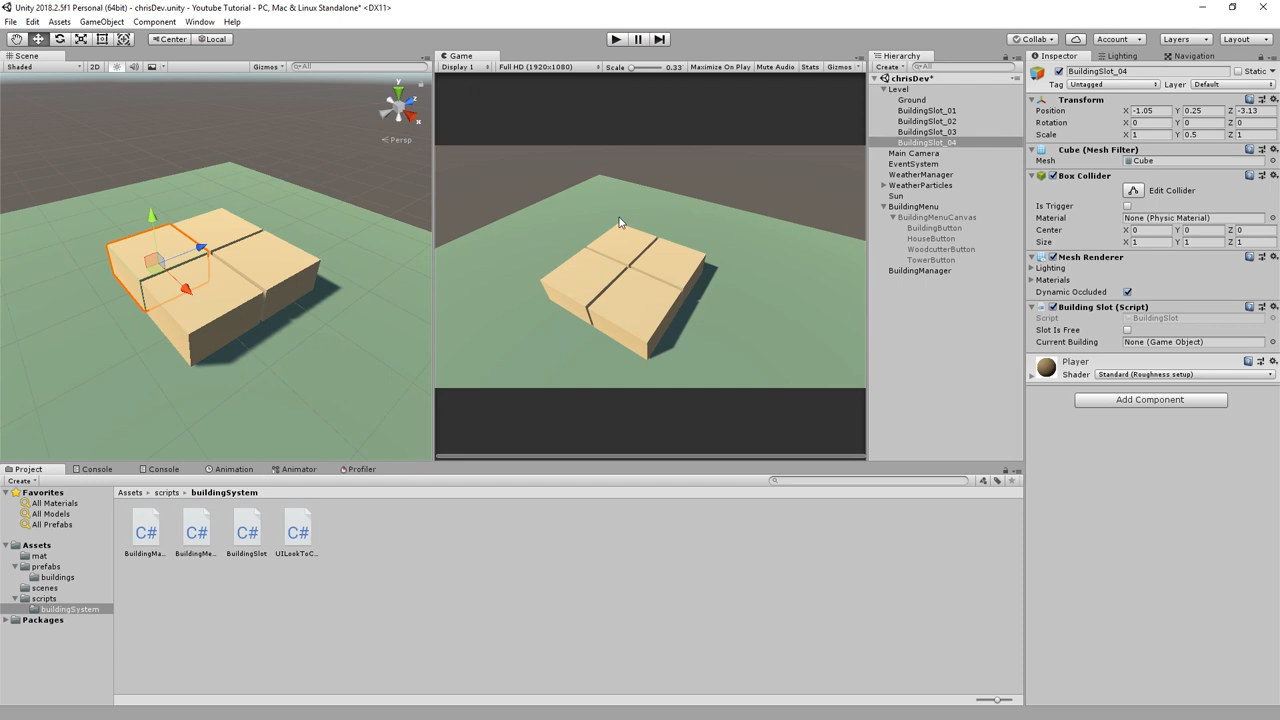 Unity 2018.2.5f1 Personal (64bit) - chrisDev.unity - Youtube Tutorial - PC, Mac & Linux Standalone* <DX11>
File Edit Assets GameObject Component Window Help
Center Local Collab Account Layers Layout
Scene
Shaded 2D Gizmos All
y z x
Persp
Game
Display 1 Full HD (1920x1080) Scale 0.33 Maximize On Play Mute Audio Stats Gizmos
Hierarchy
Create All
chrisDev*
Level
Ground
BuildingSlot_01
BuildingSlot_02
BuildingSlot_03
BuildingSlot_04
Main Camera
EventSystem
WeatherManager
WeatherParticles
Sun
BuildingMenu
BuildingMenuCanvas
BuildingButton
HouseButton
WoodcutterButton
TowerButton
BuildingManager
Inspector Lighting Navigation
BuildingSlot_04 Static
Tag Untagged Layer Default
Transform
Position X -1.05 Y 0.25 Z -3.13
Rotation X 0 Y 0 Z 0
Scale X 1 Y 0.5 Z 1
Cube (Mesh Filter)
Mesh Cube
Box Collider
Edit Collider
Is Trigger
Material None (Physic Material)
Center X 0 Y 0 Z 0
Size X 1 Y 1 Z 1
Mesh Renderer
Lighting
Materials
Dynamic Occluded
Building Slot (Script)
Script BuildingSlot
Slot Is Free
Current Building None (Game Object)
Player
Shader Standard (Roughness setup)
Add Component
Project Console Console Animation Animator Profiler
Create
Favorites
All Materials
All Models
All Prefabs
Assets
mat
prefabs
buildings
scenes
scripts
buildingSystem
Packages
Assets scripts buildingSystem
C# C# C# C#
BuildingMa... BuildingMe... BuildingSlot UILookToC...